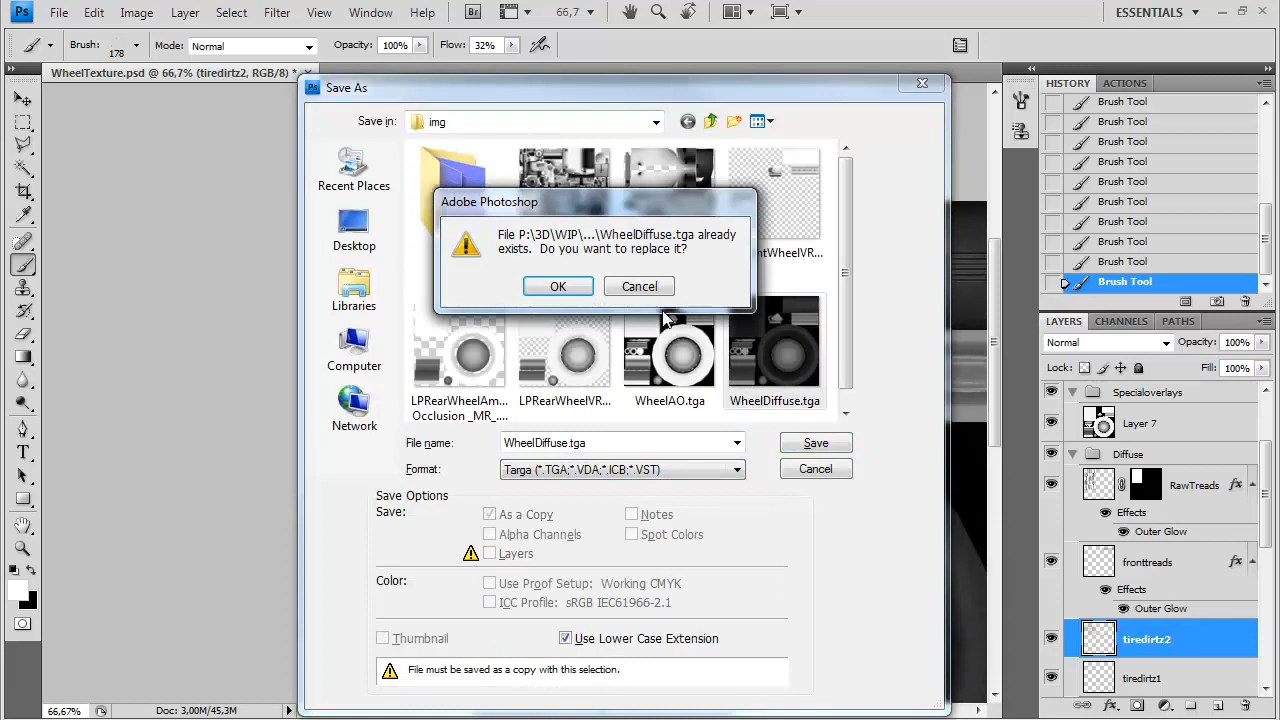 Ps File Edit Image Layer Select Filter View Window Help Br 66,7 ESSENTIALS
Brush: 178 Mode: Normal Opacity: 100% Flow: 32%
WheelTexture.psd @ 66,7% (tiredirtz2, RGB/8) *
Ps Save As
Save in: img
Recent Places
Desktop
Libraries
Computer
Network
Adobe Photoshop
File P:\3D\WIP\...\WheelDiffuse.tga already
exists. Do you want to replace it?
OK Cancel
ntWheelVR...
LPRearWheelAm...
Occlusion _MR_....
LPRearWheelVR...
WheelAO.tga
WheelDiffuse.tga
File name: WheelDiffuse.tga Save
Format: Targa (*.TGA;*.VDA;*.ICB;*.VST) Cancel
Save Options
Save: As a Copy Notes
Alpha Channels Spot Colors
Layers
Color: Use Proof Setup: Working CMYK
ICC Profile: sRGB IEC61966-2.1
Thumbnail Use Lower Case Extension
File must be saved as a copy with this selection.
HISTORY ACTIONS
Brush Tool
Brush Tool
Brush Tool
Brush Tool
Brush Tool
Brush Tool
Brush Tool
Brush Tool
Brush Tool
Brush Tool
LAYERS CHANNELS PATHS
Normal Opacity: 100%
Lock: Fill: 100%
Specialoverlays
Layer 7
Diffuse
RawTreads fx
Effects
Outer Glow
fronttreads fx
Effects
Outer Glow
tiredirtz2
tiredirtz1
66,67% Doc: 3,00M/45,3M